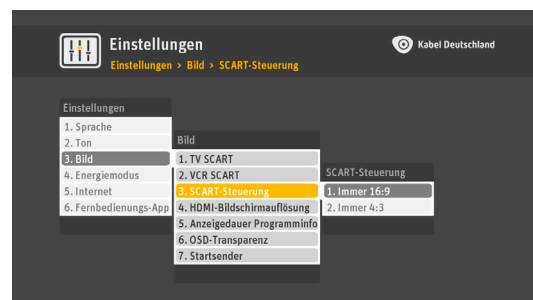 Einstellungen
Einstellungen > Bild > SCART-Steuerung
Kabel Deutschland
Einstellungen
1. Sprache
2. Ton
3. Bild
4. Energiemodus
5. Internet
6. Fernbedienungs-App
Bild
1. TV SCART
2. VCR SCART
3. SCART-Steuerung
4. HDMI-Bildschirmauflösung
5. Anzeigedauer Programminfo
6. OSD-Transparenz
7. Startsender
SCART-Steuerung
1. Immer 16:9
2. Immer 4:3